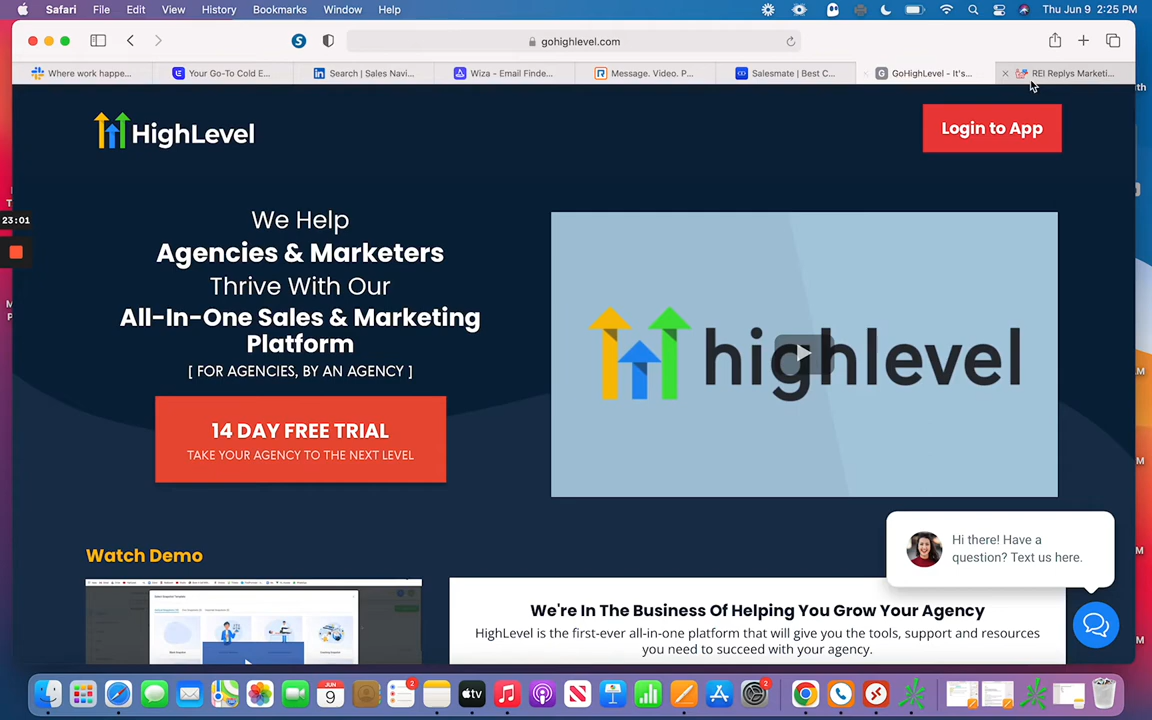 Safari File Edit View History Bookmarks Window Help
Thu Jun 9 2:25 PM
gohighlevel.com
Where work happe...
Your Go-To Cold E...
Search | Sales Navi...
Wiza - Email Finde...
Message. Video. P...
Salesmate | Best C...
GoHighLevel - It's...
REI Replys Marketi...
HighLevel
Login to App
23:01
We Help
Agencies & Marketers
Thrive With Our
All-In-One Sales & Marketing
Platform
[ FOR AGENCIES, BY AN AGENCY ]
14 DAY FREE TRIAL
TAKE YOUR AGENCY TO THE NEXT LEVEL
highlevel
Hi there! Have a
question? Text us here.
Watch Demo
We're In The Business Of Helping You Grow Your Agency
HighLevel is the first-ever all-in-one platform that will give you the tools, support and resources
you need to succeed with your agency.
JUN
9
2
tv
2